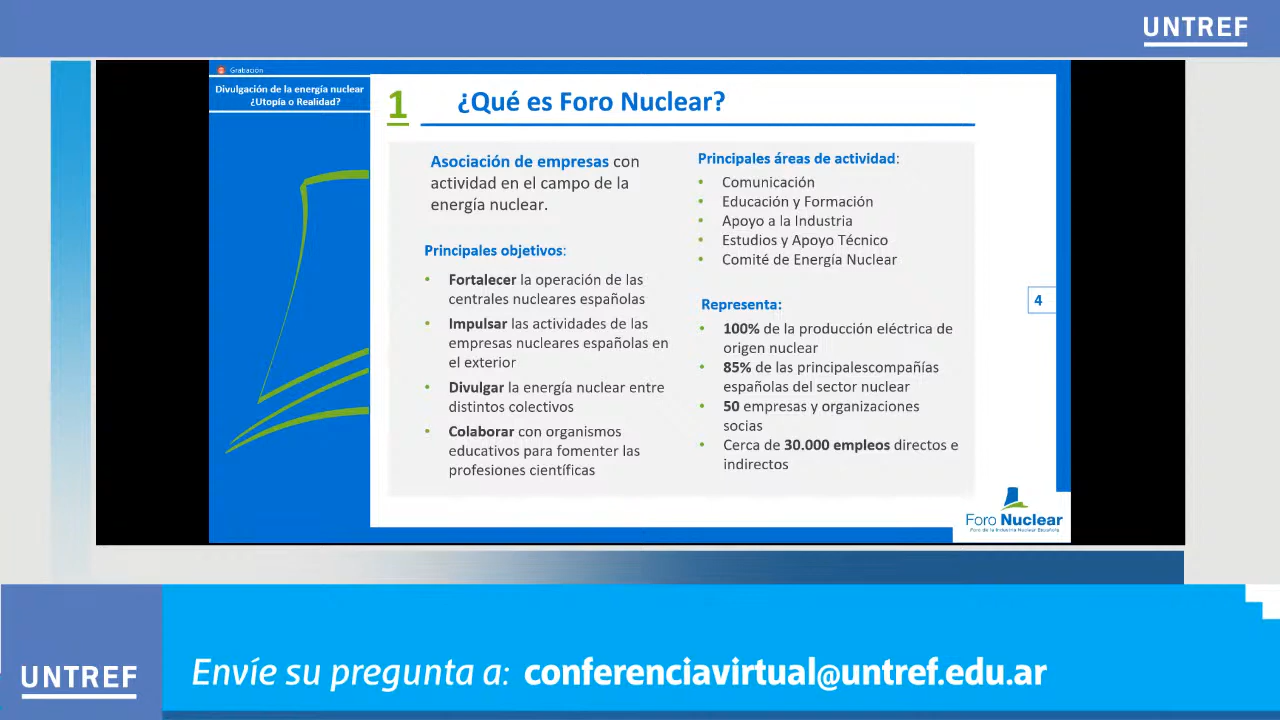 UNTREF
Grabación
Divulgación de la energía nuclear
¿Utopía o Realidad?
1
¿Qué es Foro Nuclear?
Asociación de empresas con
actividad en el campo de la
energía nuclear.
Principales objetivos:
• Fortalecer la operación de las
centrales nucleares españolas
• Impulsar las actividades de las
empresas nucleares españolas en
el exterior
• Divulgar la energía nuclear entre
distintos colectivos
• Colaborar con organismos
educativos para fomenter las
profesiones científicas
Principales áreas de actividad:
• Comunicación
• Educación y Formación
• Apoyo a la Industria
• Estudios y Apoyo Técnico
• Comité de Energía Nuclear
Representa:
• 100% de la producción eléctrica de
origen nuclear
• 85% de las principalescompañías
españolas del sector nuclear
• 50 empresas y organizaciones
socias
• Cerca de 30.000 empleos directos e
indirectos
4
Foro Nuclear
Foro de la Industria Nuclear Española
UNTREF
Envíe su pregunta a: conferenciavirtual@untref.edu.ar